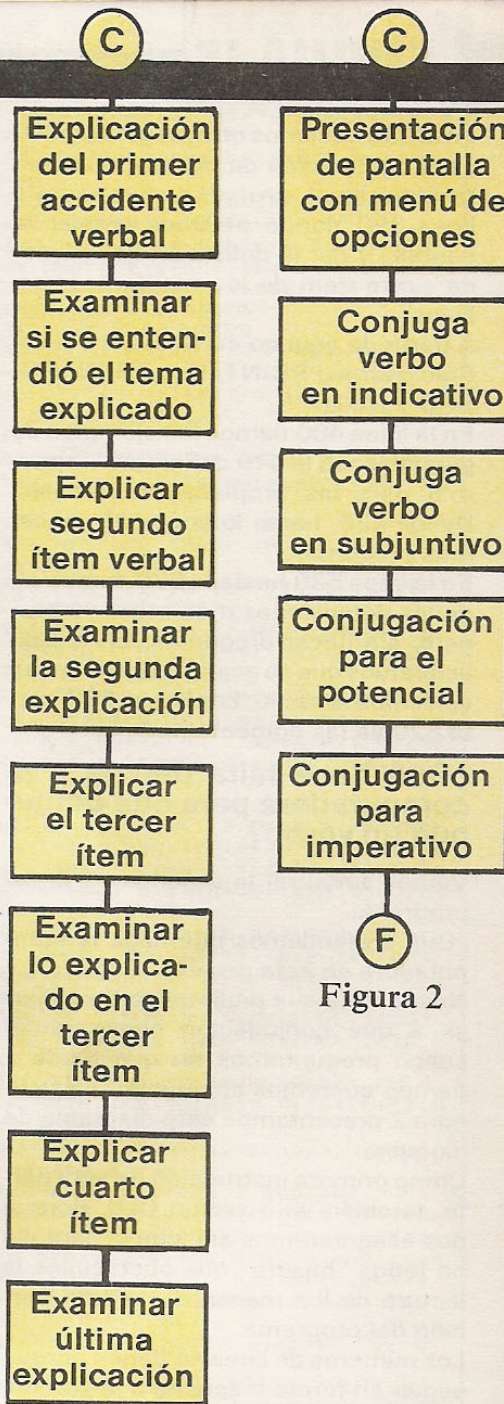 C
Explicación
del primer
accidente
verbal
Examinar
si se enten-
dió el tema
explicado
Explicar
segundo
ítem verbal
Examinar
la segunda
explicación
Explicar
el tercer
ítem
Examinar
lo explica-
do en el
tercer
ítem
Explicar
cuarto
ítem
Examinar
última
explicación
C
Presentación
de pantalla
con menú de
opciones
Conjuga
verbo
en indicativo
Conjuga
verbo
en subjuntivo
Conjugación
para el
potencial
Conjugación
para
imperativo
F
Figura 2